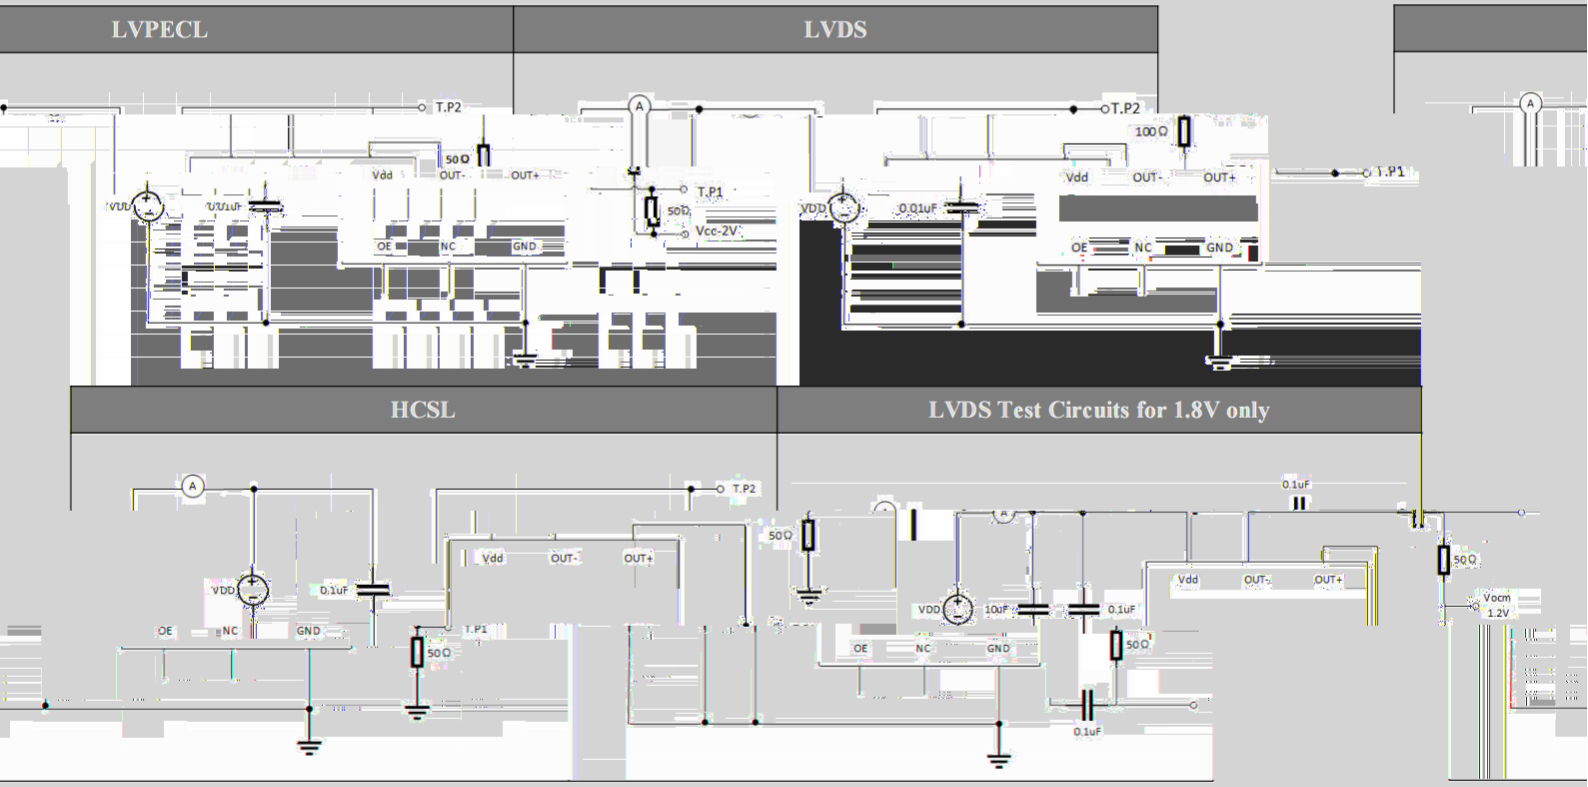 LVPECL
T.P2
50Ω
Vdd OUT- OUT+
T.P1
50Ω
Vcc-2V
OE NC GND
LVDS
A
T.P2
100Ω
Vdd OUT- OUT+
T.P1
VDD
0.01uF
OE NC GND
A
HCSL
A
T.P2
50Ω
Vdd OUT- OUT+
VDD
0.1uF
OE NC GND
T.P1
50Ω
LVDS Test Circuits for 1.8V only
0.1uF
A
50Ω
Vdd OUT- OUT+
Vocm
1.2V
VDD
10uF
0.1uF
OE NC GND
50Ω
0.1uF